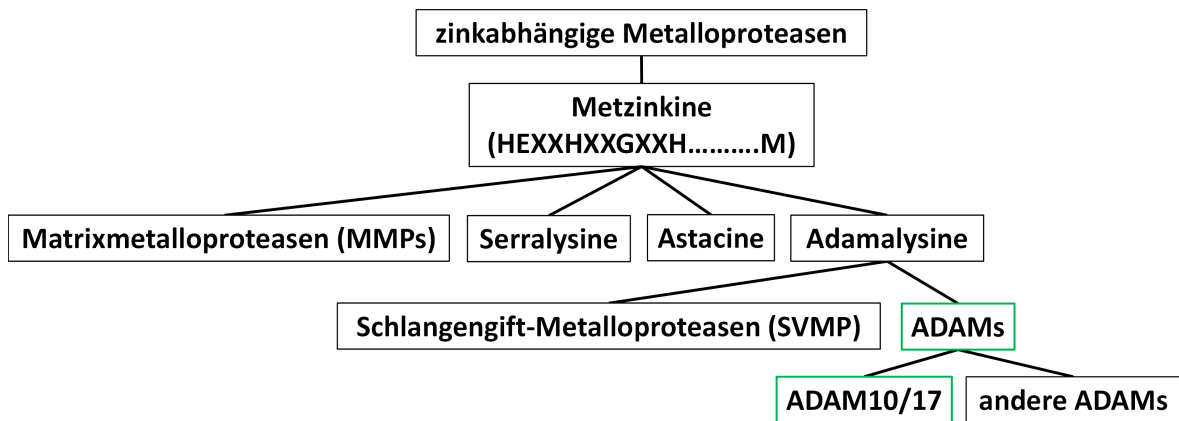 zinkabhängige Metalloproteasen
Metzinkine
(HEXXHXXGXXH……….M)
Matrixmetalloproteasen (MMPs)
Serralysine
Astacine
Adamalysine
Schlangengift-Metalloproteasen (SVMP)
ADAMs
ADAM10/17
andere ADAMs